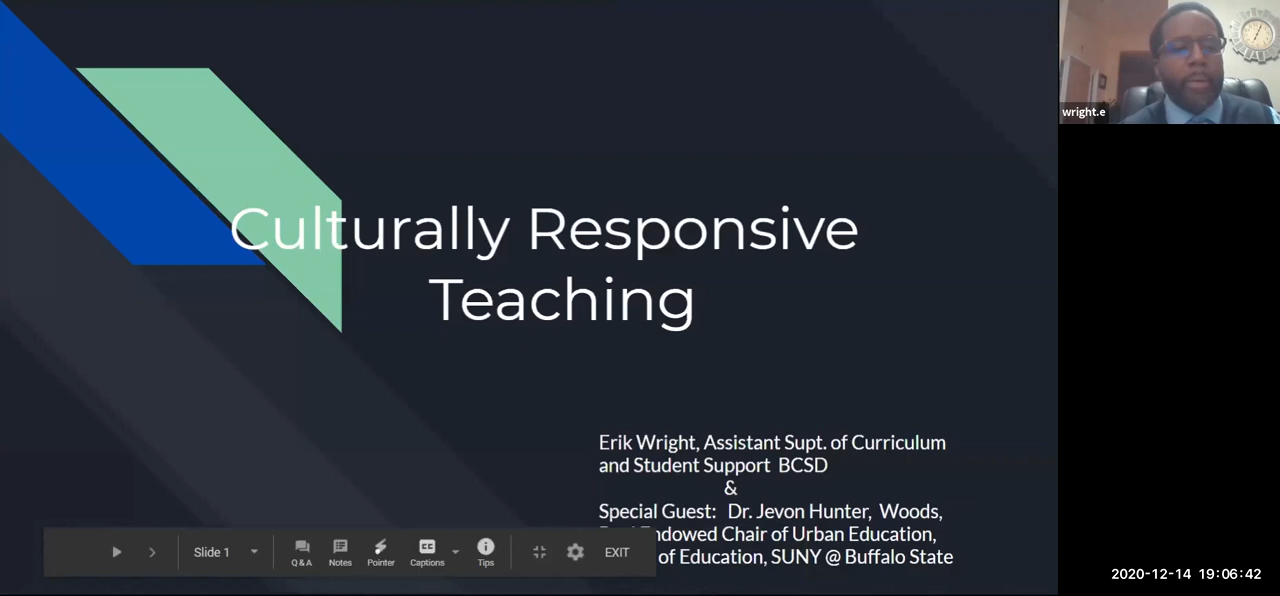 Culturally Responsive
Teaching
wright.e
Erik Wright, Assistant Supt. of Curriculum
and Student Support BCSD
&
Special Guest: Dr. Jevon Hunter, Woods,
Endowed Chair of Urban Education,
of Education, SUNY @ Buffalo State
Slide 1
Q&A
Notes
Pointer
CC
Captions
Tips
EXIT
2020-12-14 19:06:42